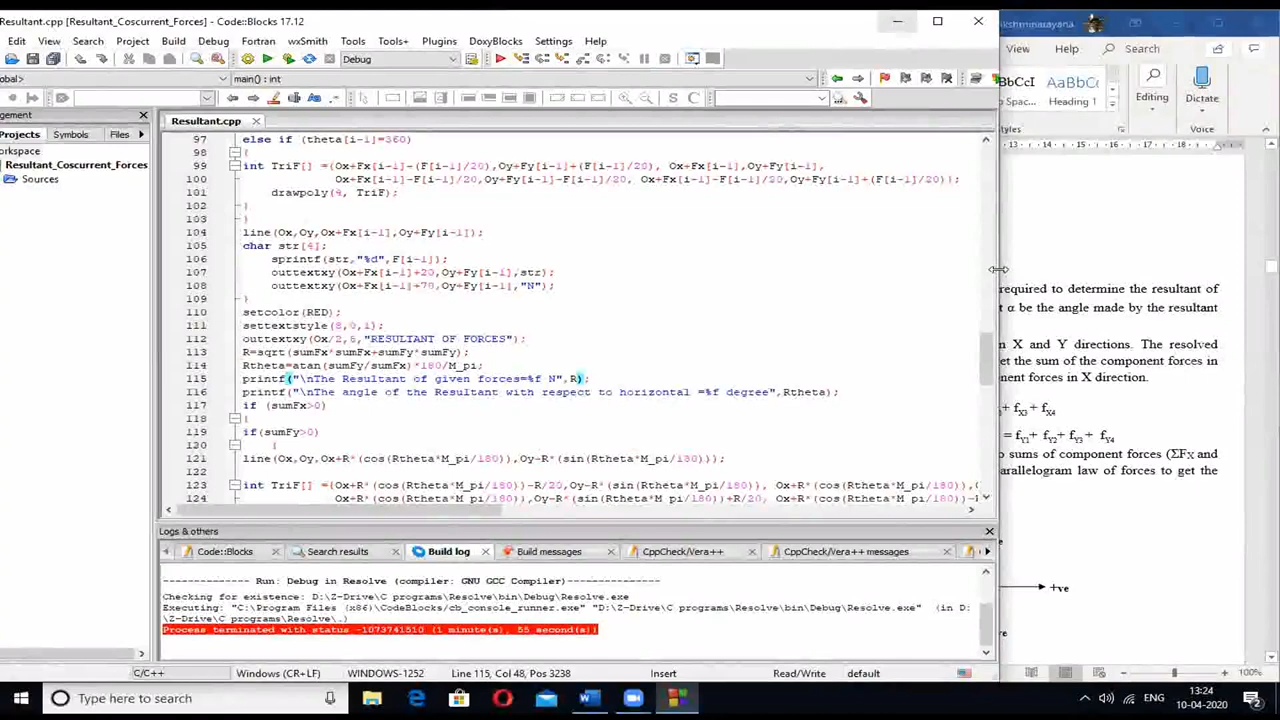 Resultant.cpp [Resultant_Coscurrent_Forces] - Code::Blocks 17.12
Edit View Search Project Build Debug Fortran wxSmith Tools Tools+ Plugins DoxyBlocks Settings Help
Debug
main() : int
Projects Symbols Files
Resultant_Coscurrent_Forces
Sources
Resultant.cpp
97 else if (theta[i-1]=360)
98 {
99 int TriF[] ={Ox+Fx[i-1]-(F[i-1]/20),Oy+Fy[i-1]+(F[i-1]/20), Ox+Fx[i-1],Oy+Fy[i-1],
100 Ox+Fx[i-1]-F[i-1]/20,Oy+Fy[i-1]-F[i-1]/20, Ox+Fx[i-1]-F[i-1]/20,Oy+Fy[i-1]+(F[i-1]/20)};
101 drawpoly(4, TriF);
102 }
103 }
104 line(Ox,Oy,Ox+Fx[i-1],Oy+Fy[i-1]);
105 char str[4];
106 sprintf(str,"%d",F[i-1]);
107 outtextxy(Ox+Fx[i-1]+20,Oy+Fy[i-1],str);
108 outtextxy(Ox+Fx[i-1]+78,Oy+Fy[i-1],"N");
109 }
110 setcolor(RED);
111 settextstyle(8,0,1);
112 outtextxy(Ox/2,5,"RESULTANT OF FORCES");
113 R=sqrt(sumFx*sumFx+sumFy*sumFy);
114 Rtheta=atan(sumFy/sumFx)*180/M_pi;
115 printf("\nThe Resultant of given forces=%f N",R);
116 printf("\nThe angle of the Resultant with respect to horizontal =%f degree",Rtheta);
117 if (sumFx>0)
118 {
119 if(sumFy>0)
120 {
121 line(Ox,Oy,Ox+R*(cos(Rtheta*M_pi/180)),Oy-R*(sin(Rtheta*M_pi/180)));
122
123 int TriF[] ={Ox+R*(cos(Rtheta*M_pi/180))-R/20,Oy-R*(sin(Rtheta*M_pi/180)), Ox+R*(cos(Rtheta*M_pi/180)),
124 Ox+R*(cos(Rtheta*M_pi/180)),Oy-R*(sin(Rtheta*M_pi/180))+R/20, Ox+R*(cos(Rtheta*M_pi/180))
Logs & others
Code::Blocks Search results Build log Build messages CppCheck/Vera++ CppCheck/Vera++ messages
-------------- Run: Debug in Resolve (compiler: GNU GCC Compiler)---------------
Checking for existence: D:\Z-Drive\C programs\Resolve\bin\Debug\Resolve.exe
Executing: "C:\Program Files (x86)\CodeBlocks/cb_console_runner.exe" "D:\Z-Drive\C programs\Resolve\bin\Debug\Resolve.exe" (in D:
\Z-Drive\C programs\Resolve\.)
Process terminated with status -1073741510 (1 minute(s), 55 second(s))
C/C++ Windows (CR+LF) WINDOWS-1252 Line 115, Col 48, Pos 3238 Insert Read/Write default
View Help Search
Heading 1
Editing
Dictate
Voice
13 14 15 16 17 18
required to determine the resultant of
t α be the angle made by the resultant
n X and Y directions. The resolved
et the sum of the component forces in
nent forces in X direction.
+ fX3 + fX4
= fY1+ fY2 + fY3 + fY4
o sums of component forces (ΣFx and
arallelogram law of forces to get the
+ve
100%
Type here to search
ENG
13:24
10-04-2020
2